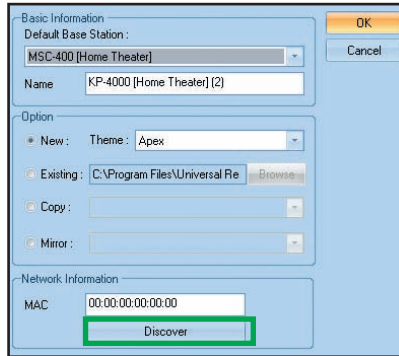 Basic Information
Default Base Station :
MSC-400 [Home Theater]
Name KP-4000 [Home Theater] (2)
OK
Cancel
Option
New : Theme : Apex
Existing : C:\Program Files\Universal Re Browse
Copy :
Mirror :
Network Information
MAC 00:00:00:00:00:00
Discover